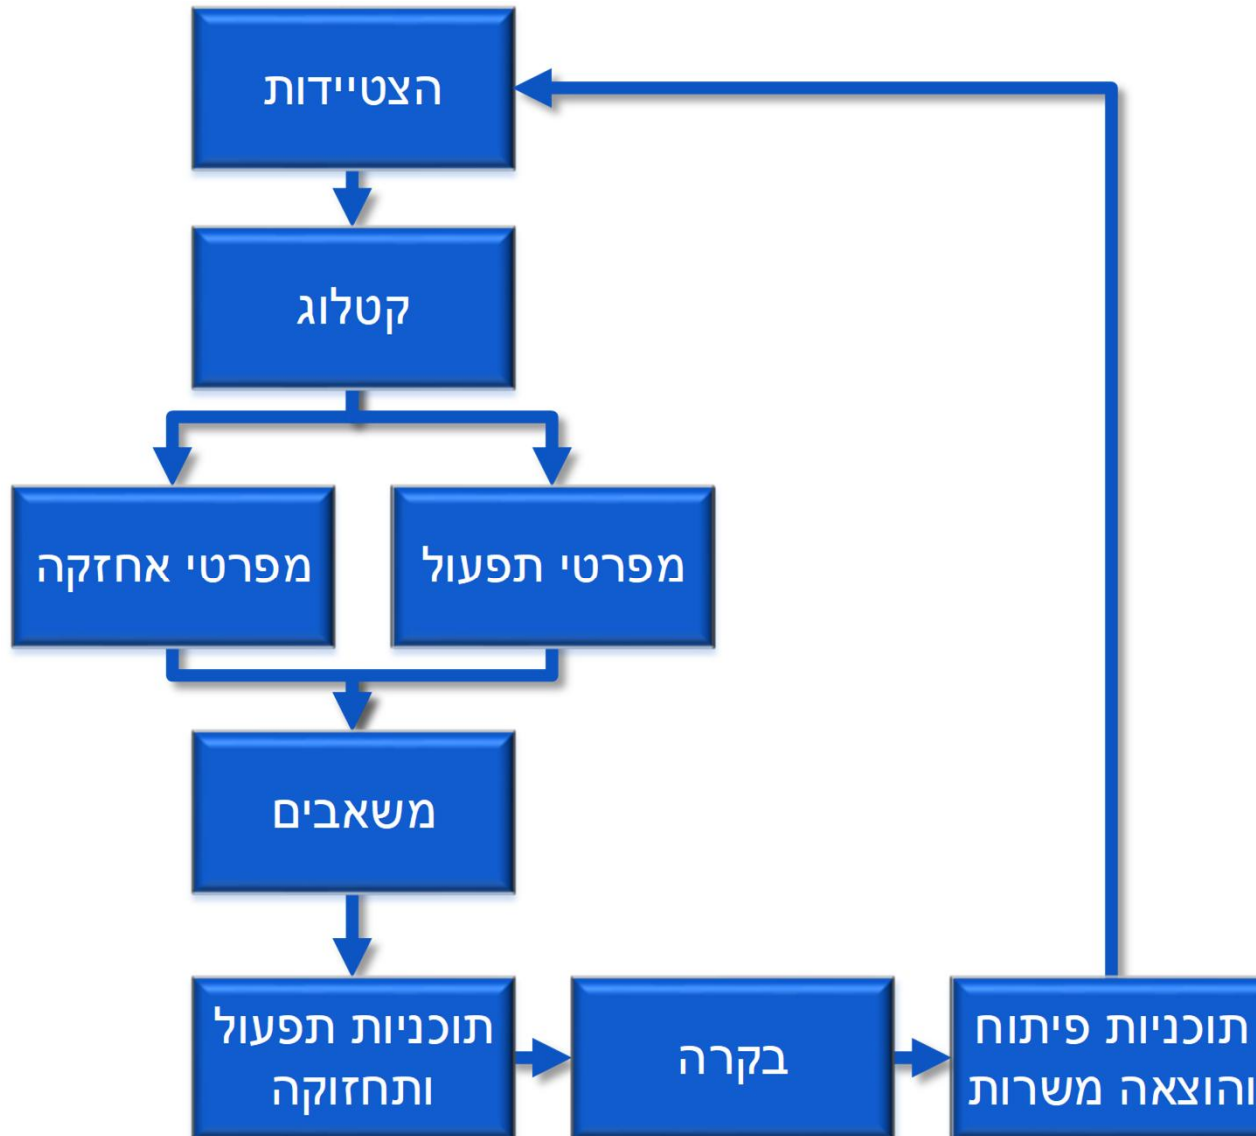 הצטיידות
קטלוג
מפרטי תפעול
מפרטי אחזקה
משאבים
תוכניות תפעול
ותחזוקה
בקרה
תוכניות פיתוח
והוצאה משרות